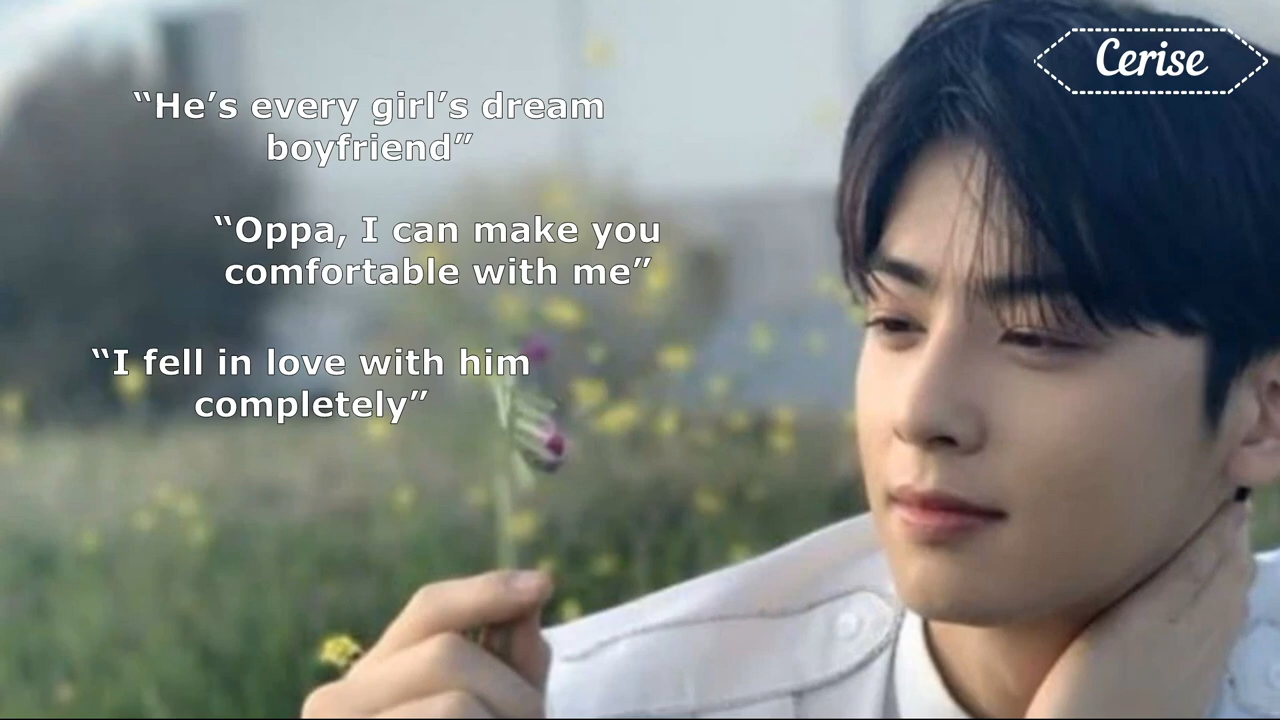 Cerise
“He’s every girl’s dream
boyfriend”
“Oppa, I can make you
comfortable with me”
“I fell in love with him
completely”